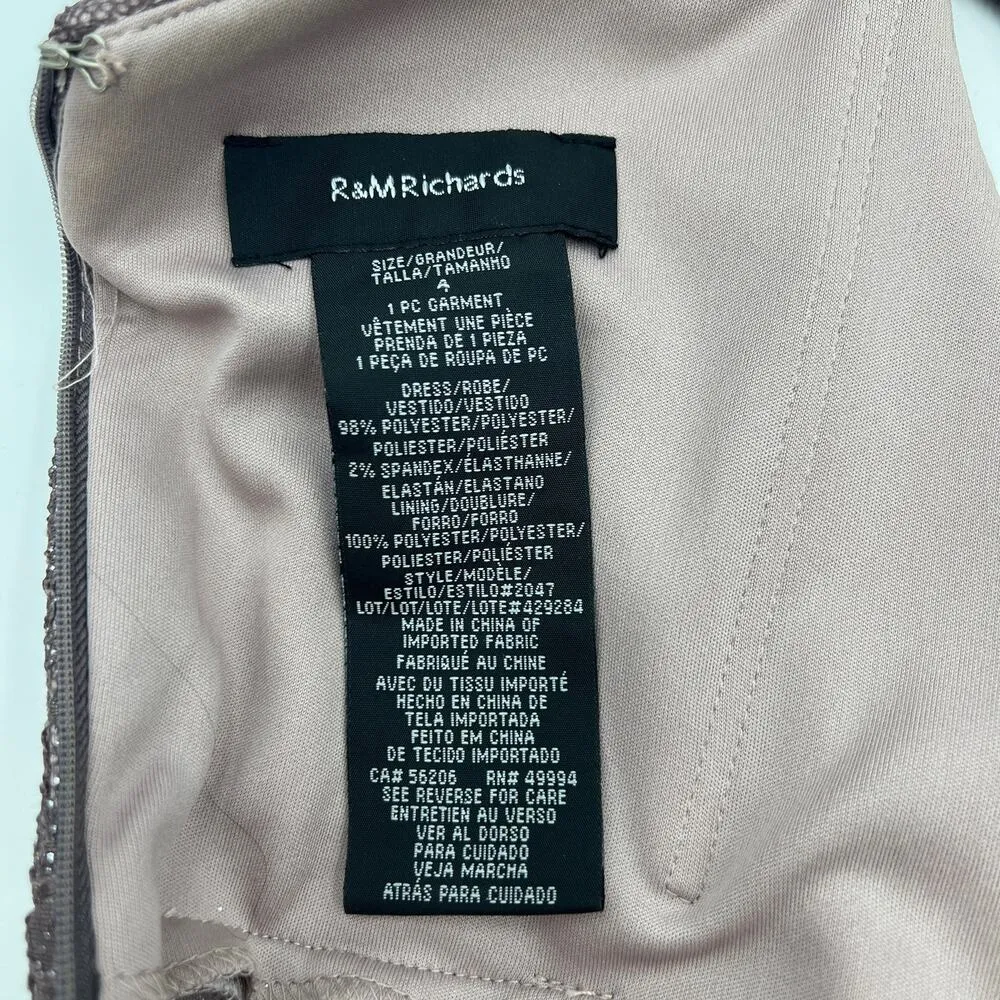 R&M Richards
SIZE/GRANDEUR/
TALLA/TAMANHO
4
1 PC GARMENT
VÊTEMENT UNE PIÈCE
PRENDA DE 1 PIEZA
1 PEÇA DE ROUPA DE PC
DRESS/ROBE/
VESTIDO/VESTIDO
98% POLYESTER/POLYESTER/
POLIESTER/POLIÉSTER
2% SPANDEX/ÉLASTHANNE/
ELASTÁN/ELASTANO
LINING/DOUBLURE/
FORRO/FORRO
100% POLYESTER/POLYESTER/
POLIESTER/POLIÉSTER
STYLE/MODÈLE/
ESTILO/ESTILO#2047
LOT/LOT/LOTE/LOTE#429284
MADE IN CHINA OF
IMPORTED FABRIC
FABRIQUÉ AU CHINE
AVEC DU TISSU IMPORTÉ
HECHO EN CHINA DE
TELA IMPORTADA
FEITO EM CHINA
DE TECIDO IMPORTADO
CA# 56206 RN# 49994
SEE REVERSE FOR CARE
ENTRETIEN AU VERSO
VER AL DORSO
PARA CUIDADO
VEJA MARCHA
ATRÁS PARA CUIDADO